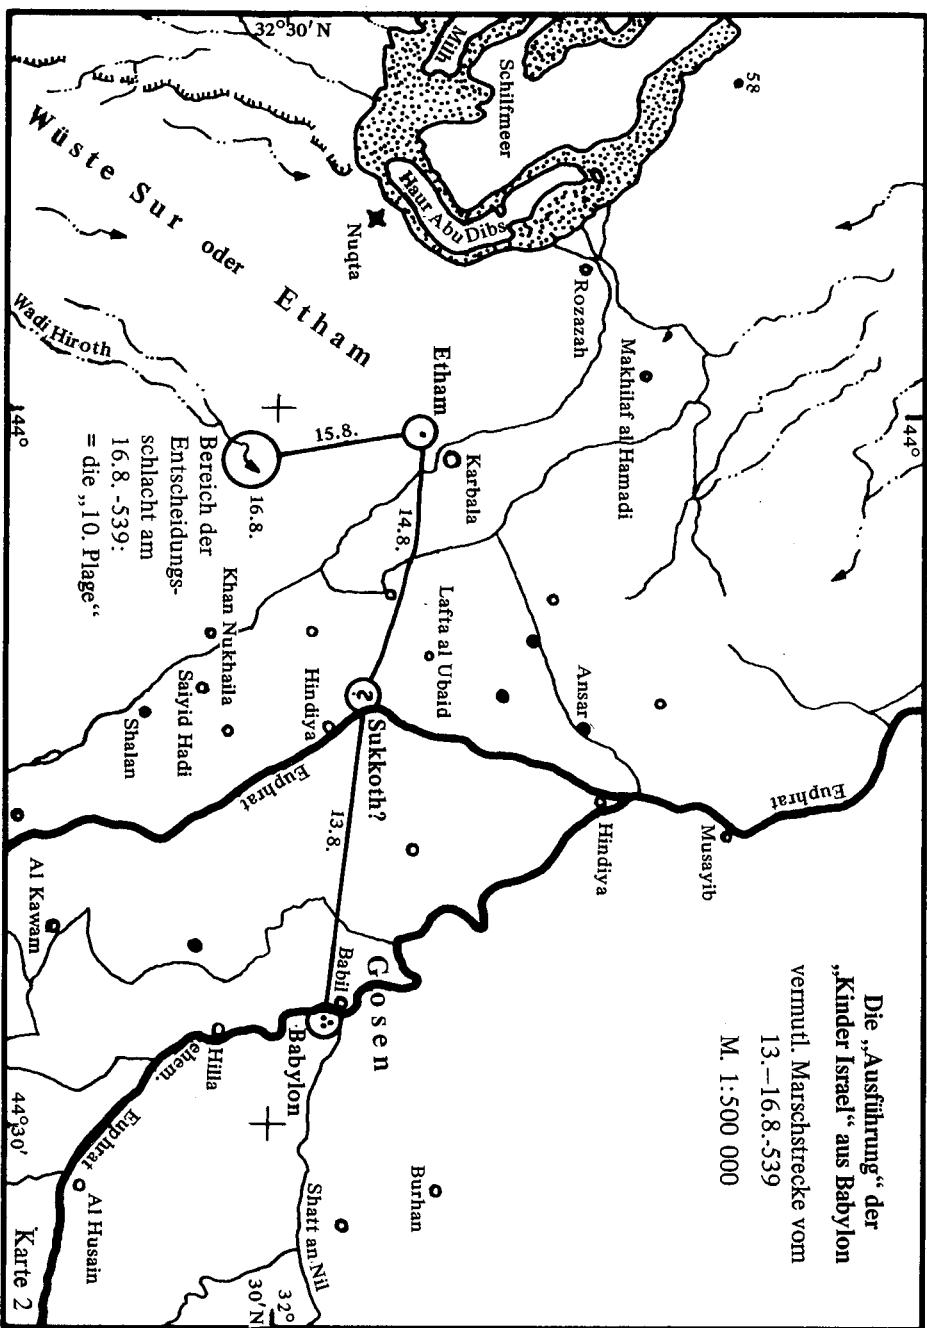 Die „Ausführung“ der
„Kinder Israel“ aus Babylon
vermutl. Marschstrecke vom
13.—16.8.-539
M. 1:500 000
58
44°
Milh
Schilfmeer
Haur Abu Dibs
Rozazah
Makhilaf al Hamadi
Nuqta
32°30′ N
Wüste Sur oder Etham
Wadi Hiroth
Etham
Karbala
15.8.
14.8.
16.8.
Bereich der
Entscheidungs-
schlacht am
16.8. -539:
= die „10. Plage“
44°
Lafta al Ubaid
Ansar
Euphrat
Musayib
Hindiya
Hindiya
?
Sukkoth?
13.8.
Euphrat
Khan Nukhaila
Saiyid Hadi
Shalan
Al Kawam
Gosen
Babil
Babylon
Hilla
ehem.
Euphrat
Burhan
Shatt an Nil
Al Husain
44°30′
32°
30′N
Karte 2